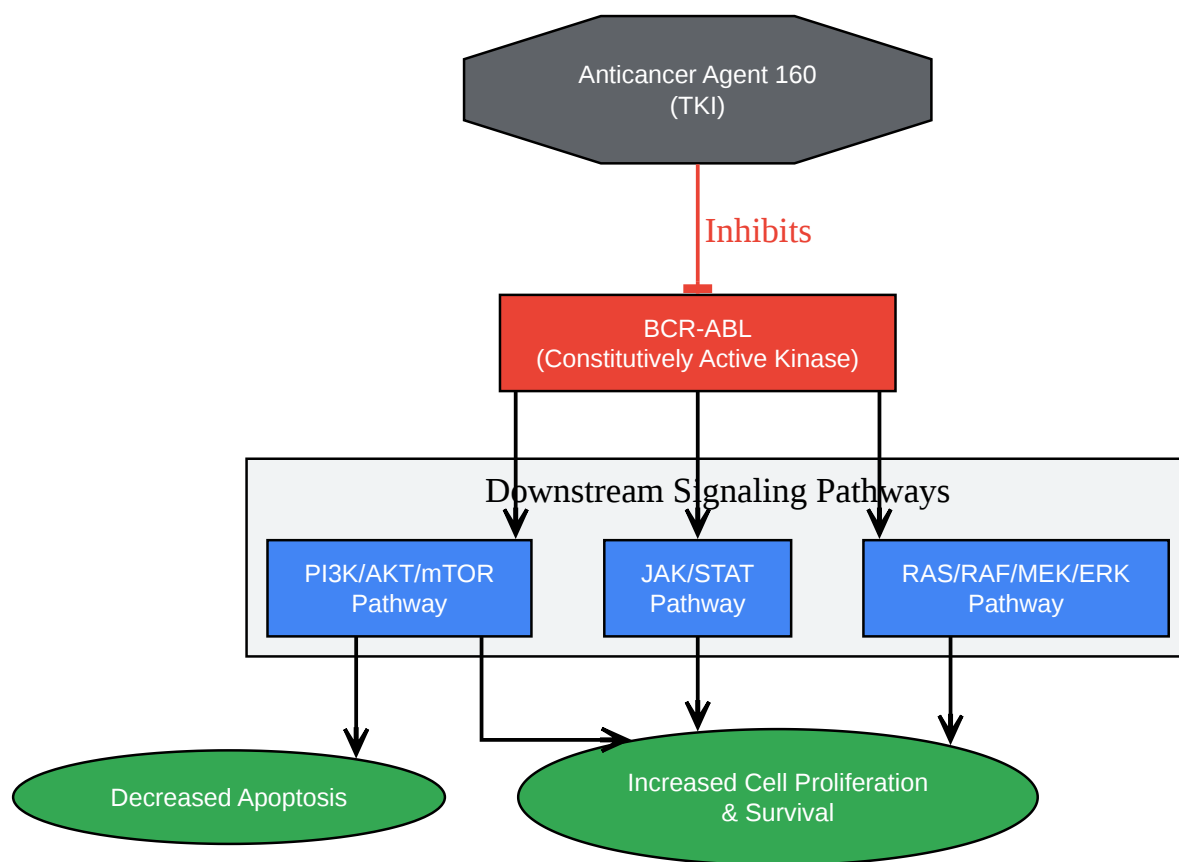 Anticancer Agent 160
(TKI)
Inhibits
BCR-ABL
(Constitutively Active Kinase)
Downstream Signaling Pathways
PI3K/AKT/mTOR
Pathway
JAK/STAT
Pathway
RAS/RAF/MEK/ERK
Pathway
Decreased Apoptosis
Increased Cell Proliferation
& Survival